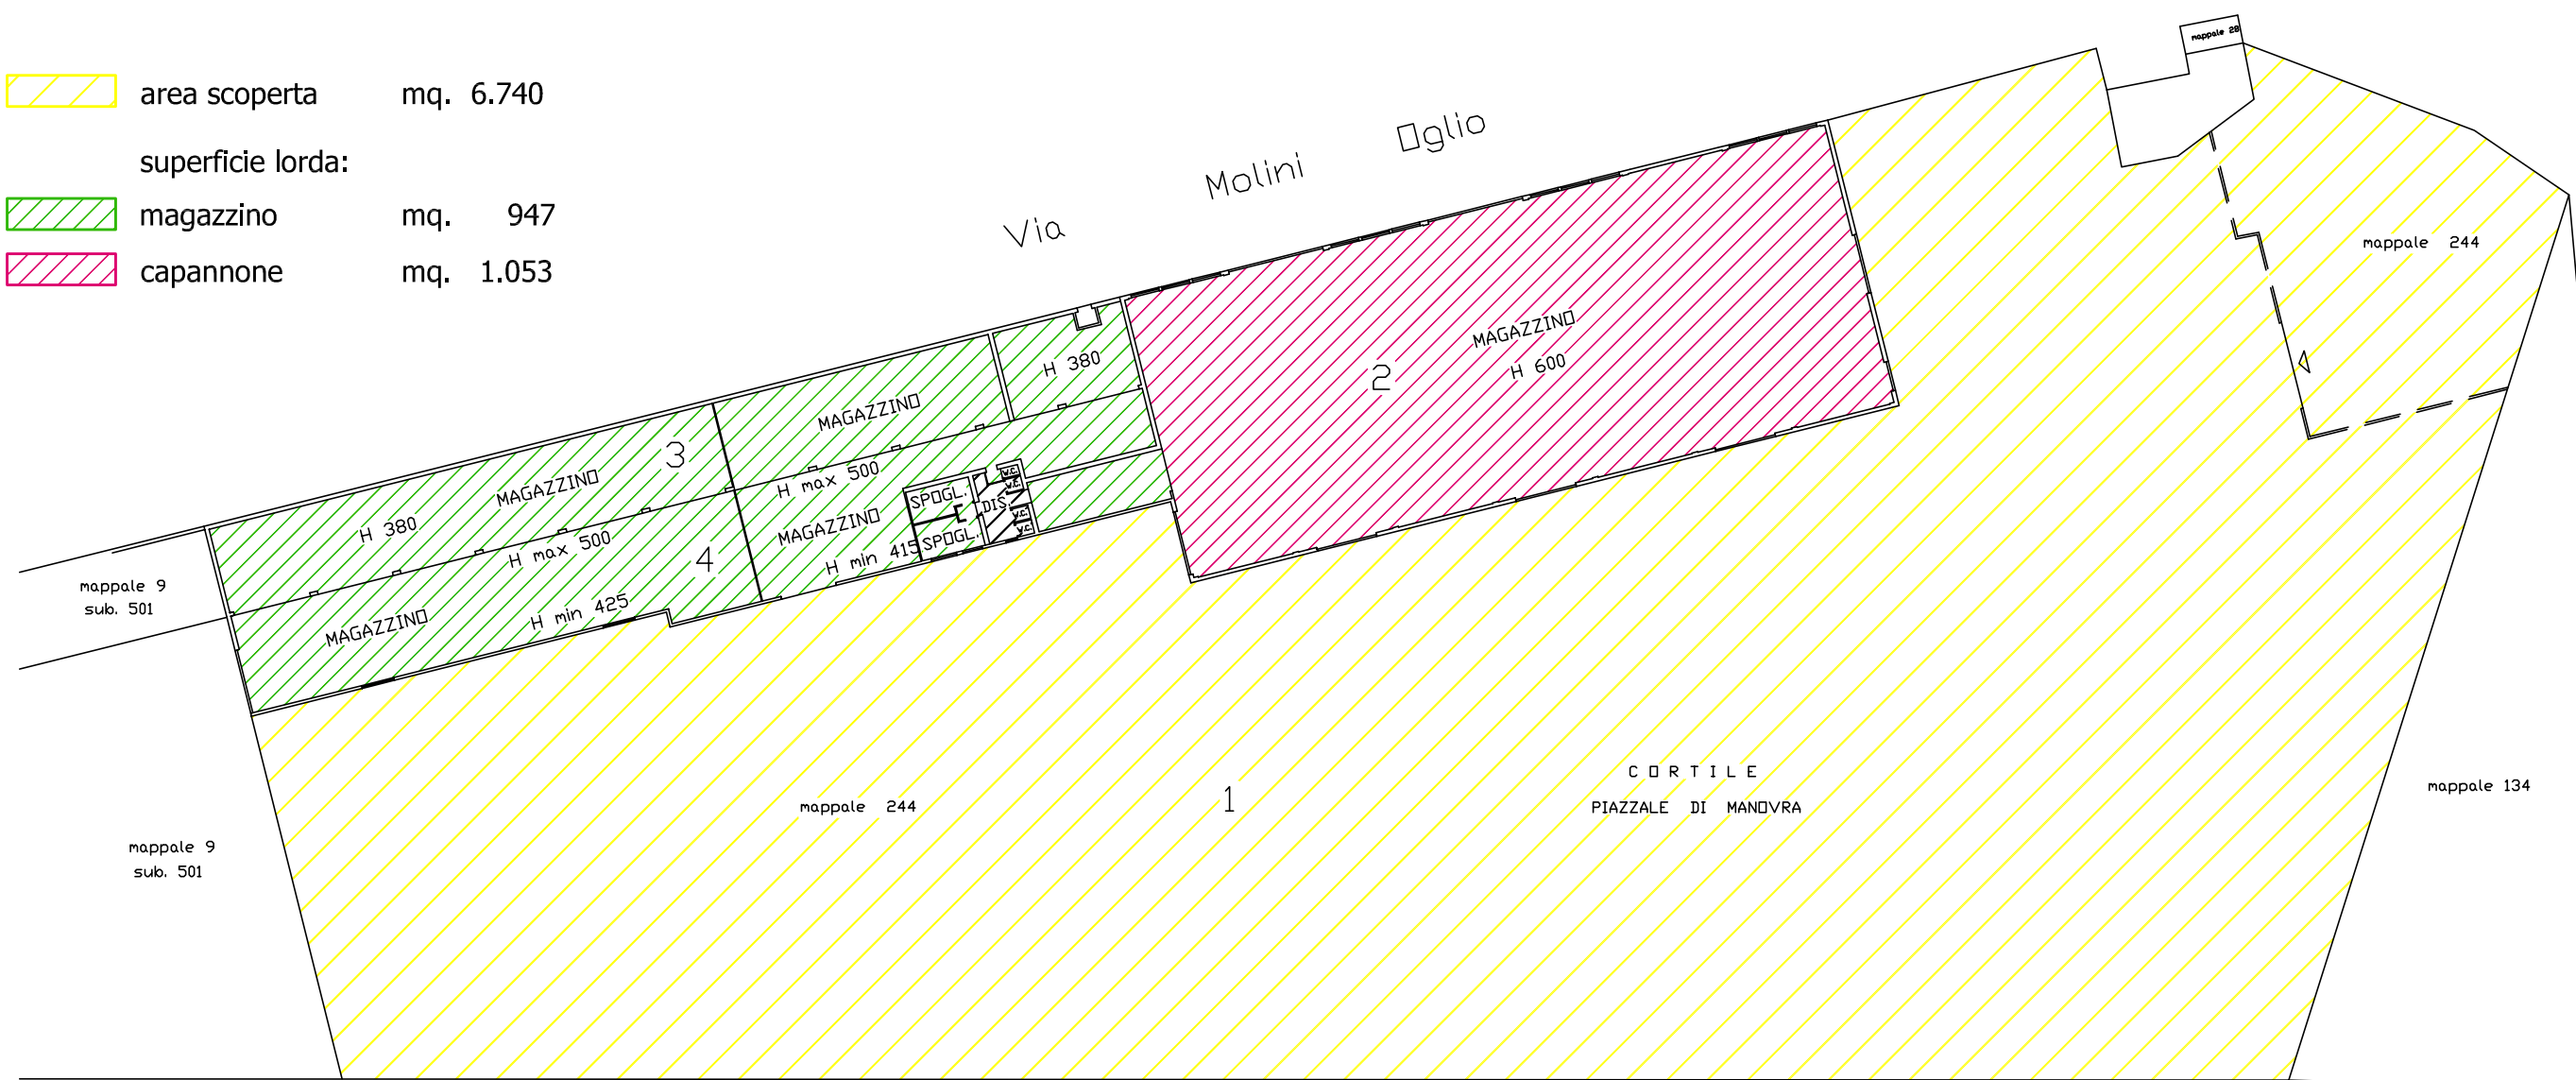 area scoperta mq. 6.740
superficie lorda:
magazzino mq. 947
capannone mq. 1.053
Via Molini Oglio
mappale 28
mappale 244
MAGAZZINO
H 600
2
H 380
MAGAZZINO
3
MAGAZZINO
H 380
H max 500
H max 500
MAGAZZINO
H min 415
SPOGL.
SPOGL.
DIS.
w.c.
w.c.
w.c.
w.c.
4
MAGAZZINO
H min 425
mappale 9
sub. 501
CORTILE
PIAZZALE DI MANOVRA
1
mappale 244
mappale 134
mappale 9
sub. 501